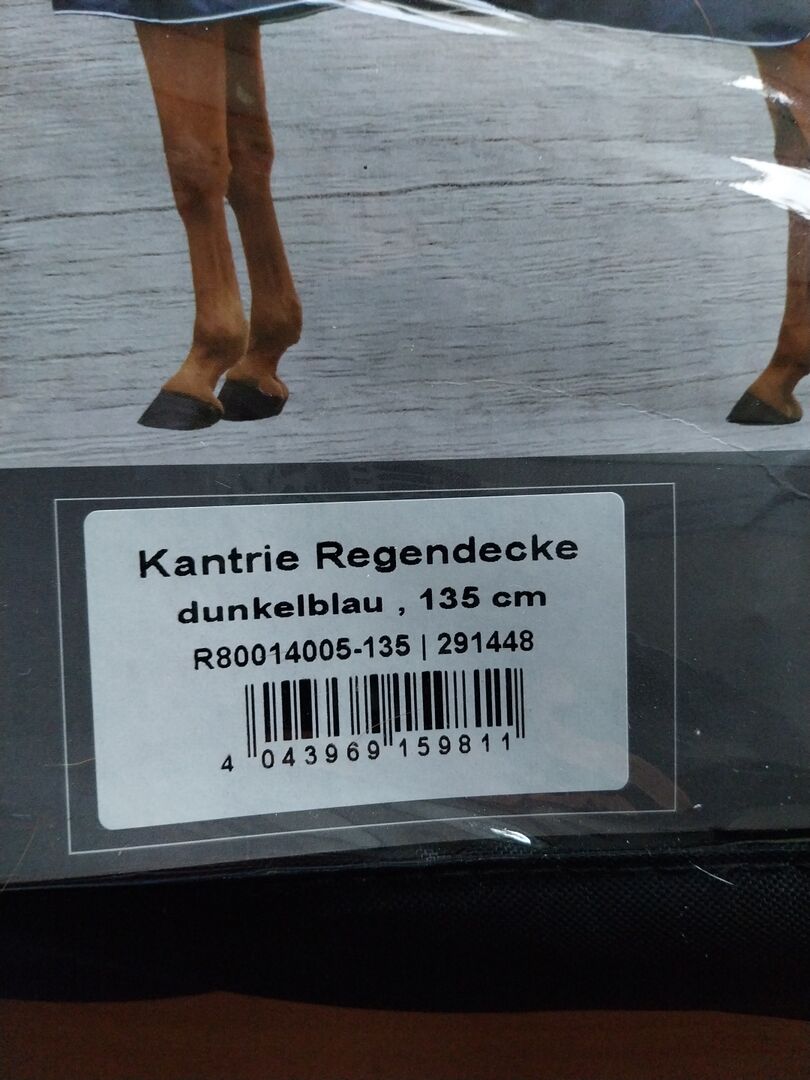 Kantrie Regendecke
dunkelblau , 135 cm
R80014005-135 | 291448
4 043969 159811